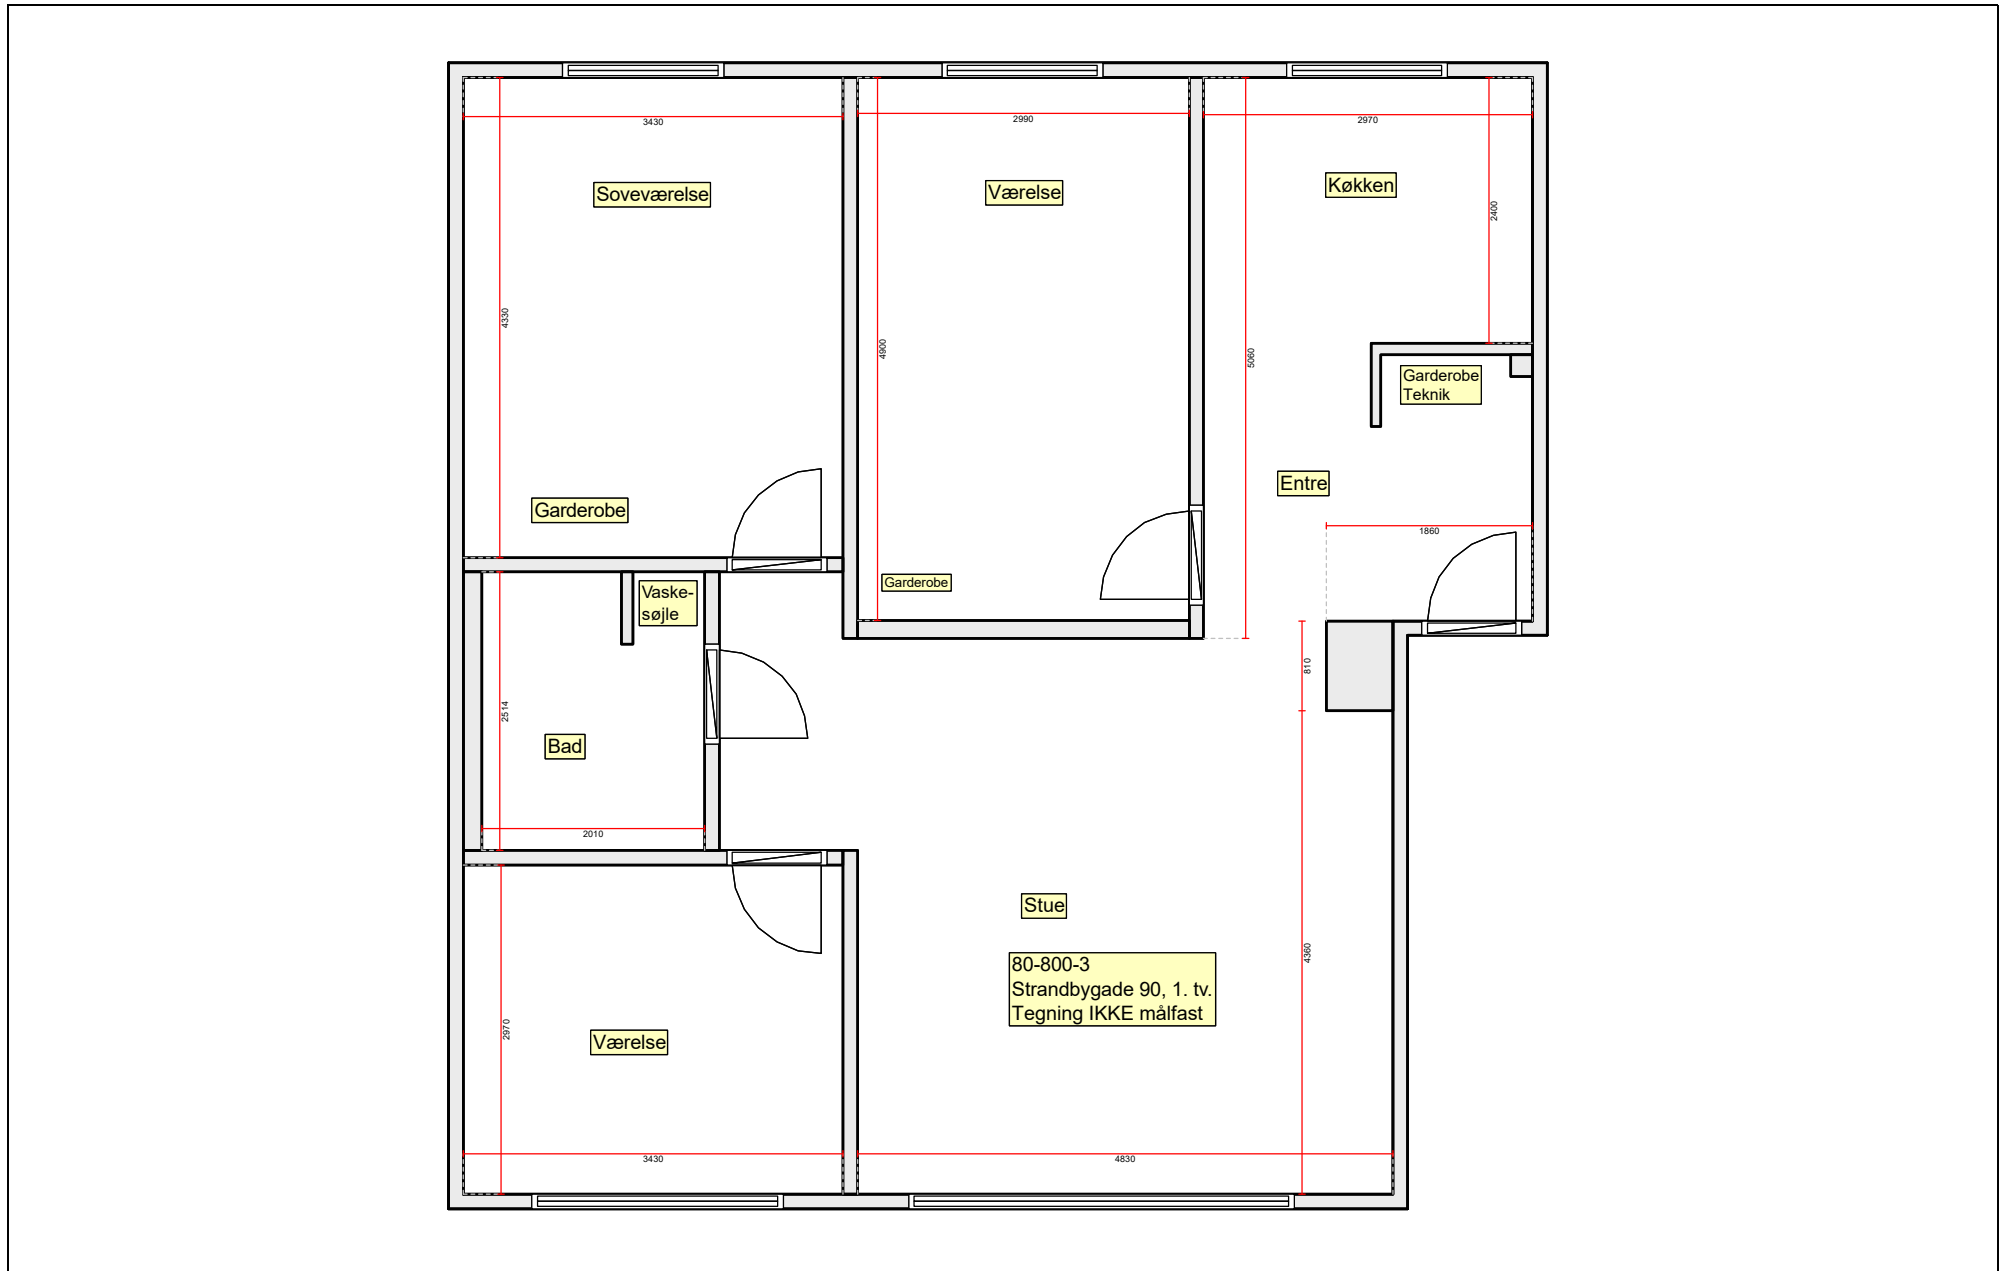 3430
2990
2970
Soveværelse
Værelse
Køkken
2400
4330
4900
5060
Garderobe
Teknik
Entre
Garderobe
1860
Garderobe
Vaske-
søjle
810
2514
Bad
2010
Stue
4360
80-800-3
Strandbygade 90, 1. tv.
Tegning IKKE målfast
2970
Værelse
3430
4830